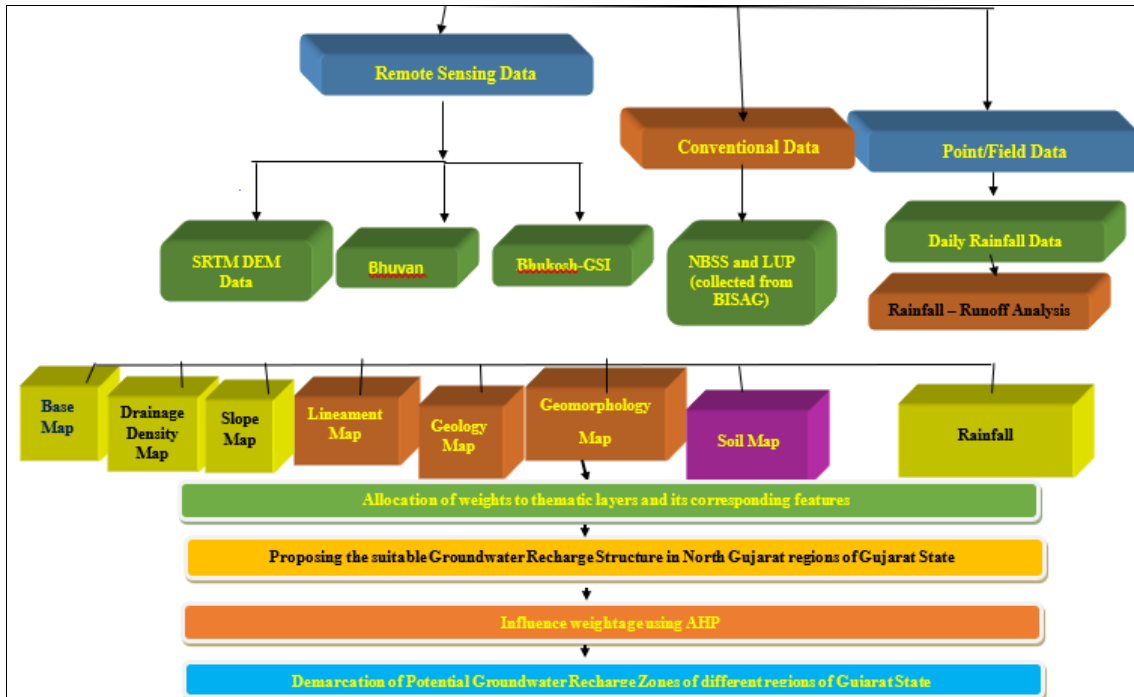 Remote Sensing Data
Conventional Data
Point/Field Data
SRTM DEM
Data
Bhuvan
Bhukosh-GSI
NBSS and LUP
(collected from
BISAG)
Daily Rainfall Data
Rainfall – Runoff Analysis
Base
Map
Drainage
Density
Map
Slope
Map
Lineament
Map
Geology
Map
Geomorphology
Map
Soil Map
Rainfall
Allocation of weights to thematic layers and its corresponding features
Proposing the suitable Groundwater Recharge Structure in North Gujarat regions of Gujarat State
Influence weightage using AHP
Demarcation of Potential Groundwater Recharge Zones of different regions of Gujarat State